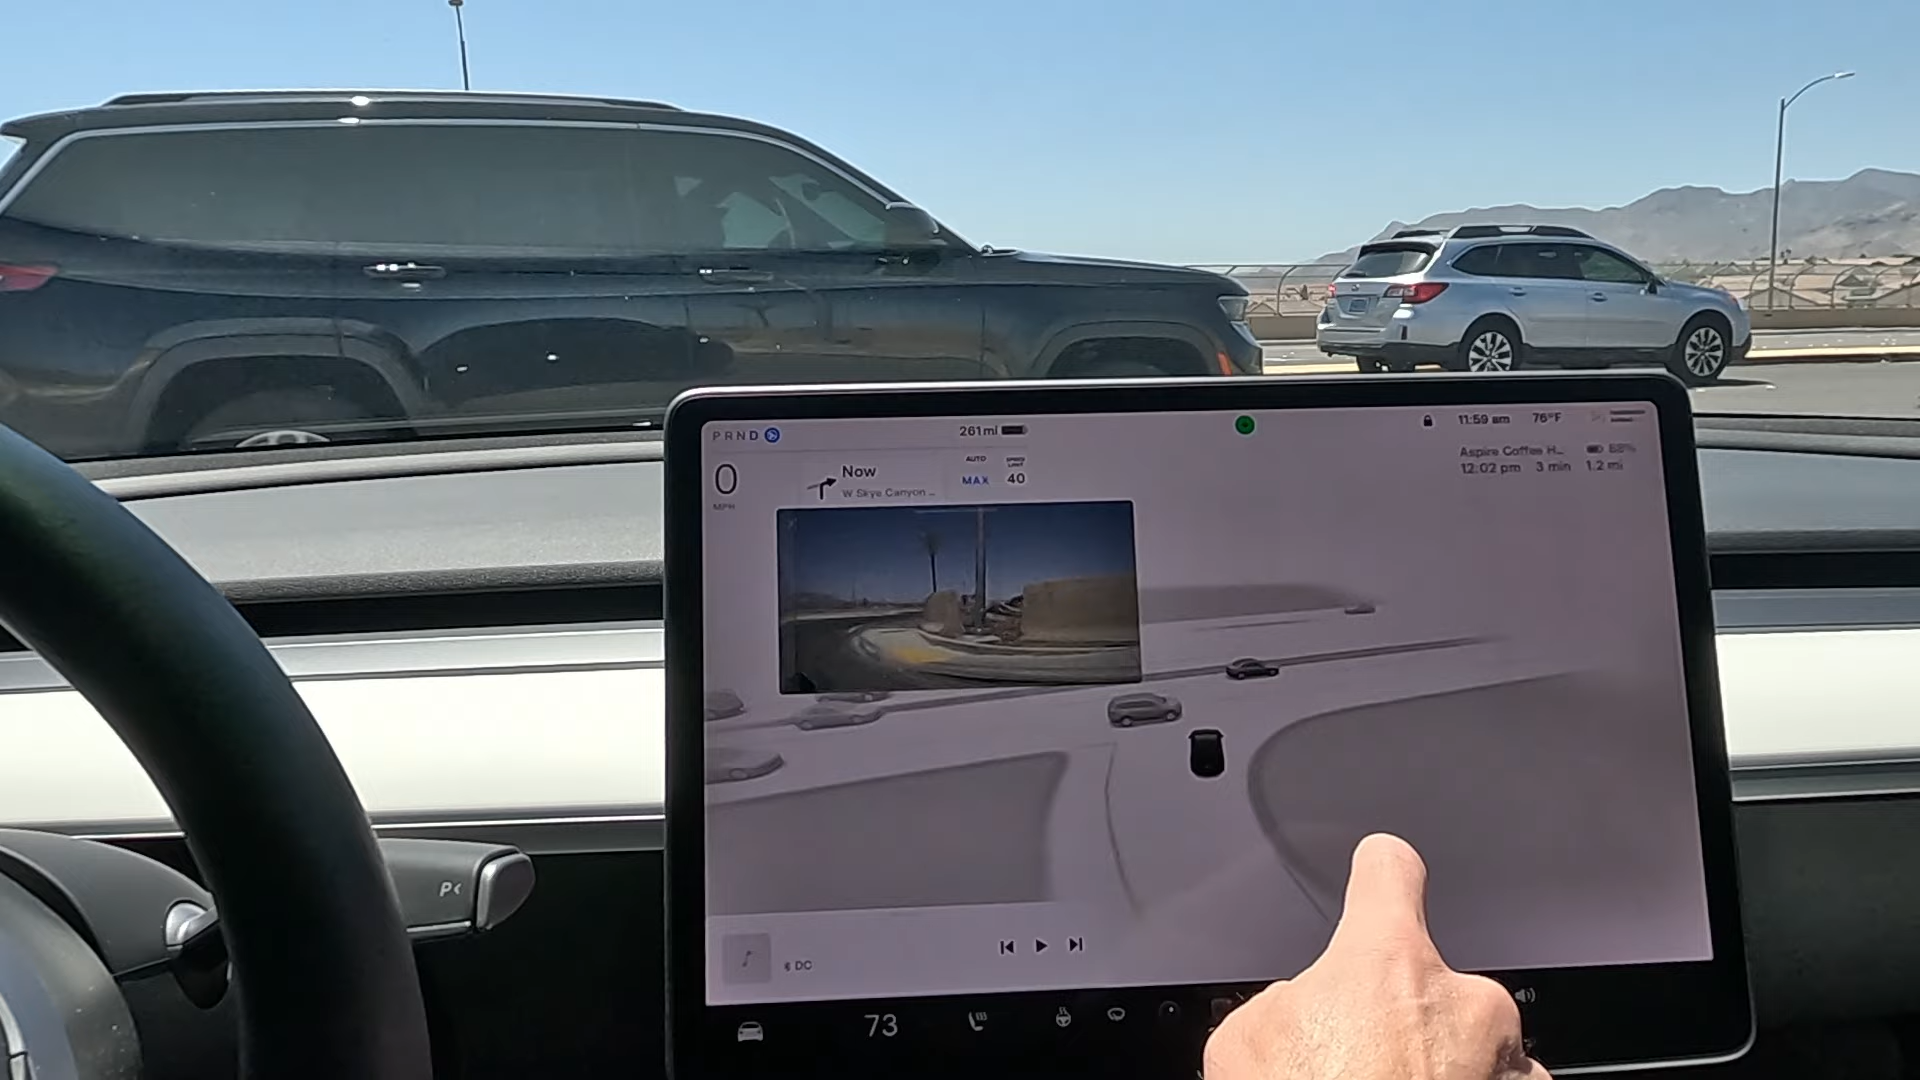 PRND
261mi
11:59 am
76°F
0
MPH
Now
W Skye Canyon ...
AUTO
MAX
SPEED
LIMIT
40
Aspire Coffee H...
68%
12:02 pm 3 min 1.2 mi
DC
73
P<